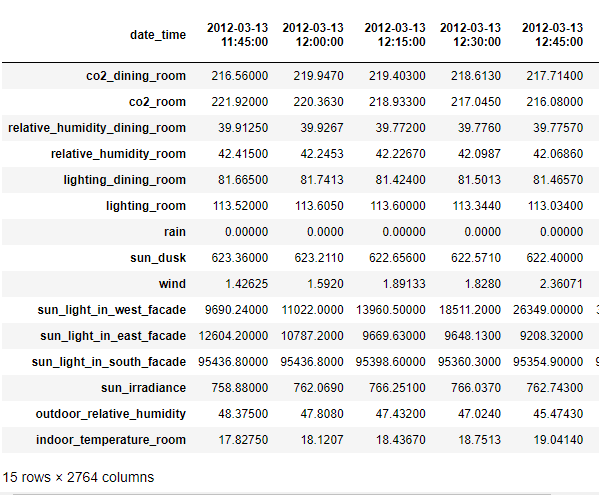 date_time 2012-03-13 11:45:00 2012-03-13 12:00:00 2012-03-13 12:15:00 2012-03-13 12:30:00 2012-03-13 12:45:00
co2_dining_room 216.56000 219.9470 219.40300 218.6130 217.71400
co2_room 221.92000 220.3630 218.93300 217.0450 216.08000
relative_humidity_dining_room 39.91250 39.9267 39.77200 39.7760 39.77570
relative_humidity_room 42.41500 42.2453 42.22670 42.0987 42.06860
lighting_dining_room 81.66500 81.7413 81.42400 81.5013 81.46570
lighting_room 113.52000 113.6050 113.60000 113.3440 113.03400
rain 0.00000 0.0000 0.00000 0.0000 0.00000
sun_dusk 623.36000 623.2110 622.65600 622.5710 622.40000
wind 1.42625 1.5920 1.89133 1.8280 2.36071
sun_light_in_west_facade 9690.24000 11022.0000 13960.50000 18511.2000 26349.00000
sun_light_in_east_facade 12604.20000 10787.2000 9669.63000 9648.1300 9208.32000
sun_light_in_south_facade 95436.80000 95436.8000 95398.60000 95360.3000 95354.90000
sun_irradiance 758.88000 762.0690 766.25100 766.0370 762.74300
outdoor_relative_humidity 48.37500 47.8080 47.43200 47.0240 45.47430
indoor_temperature_room 17.82750 18.1207 18.43670 18.7513 19.04140
15 rows × 2764 columns